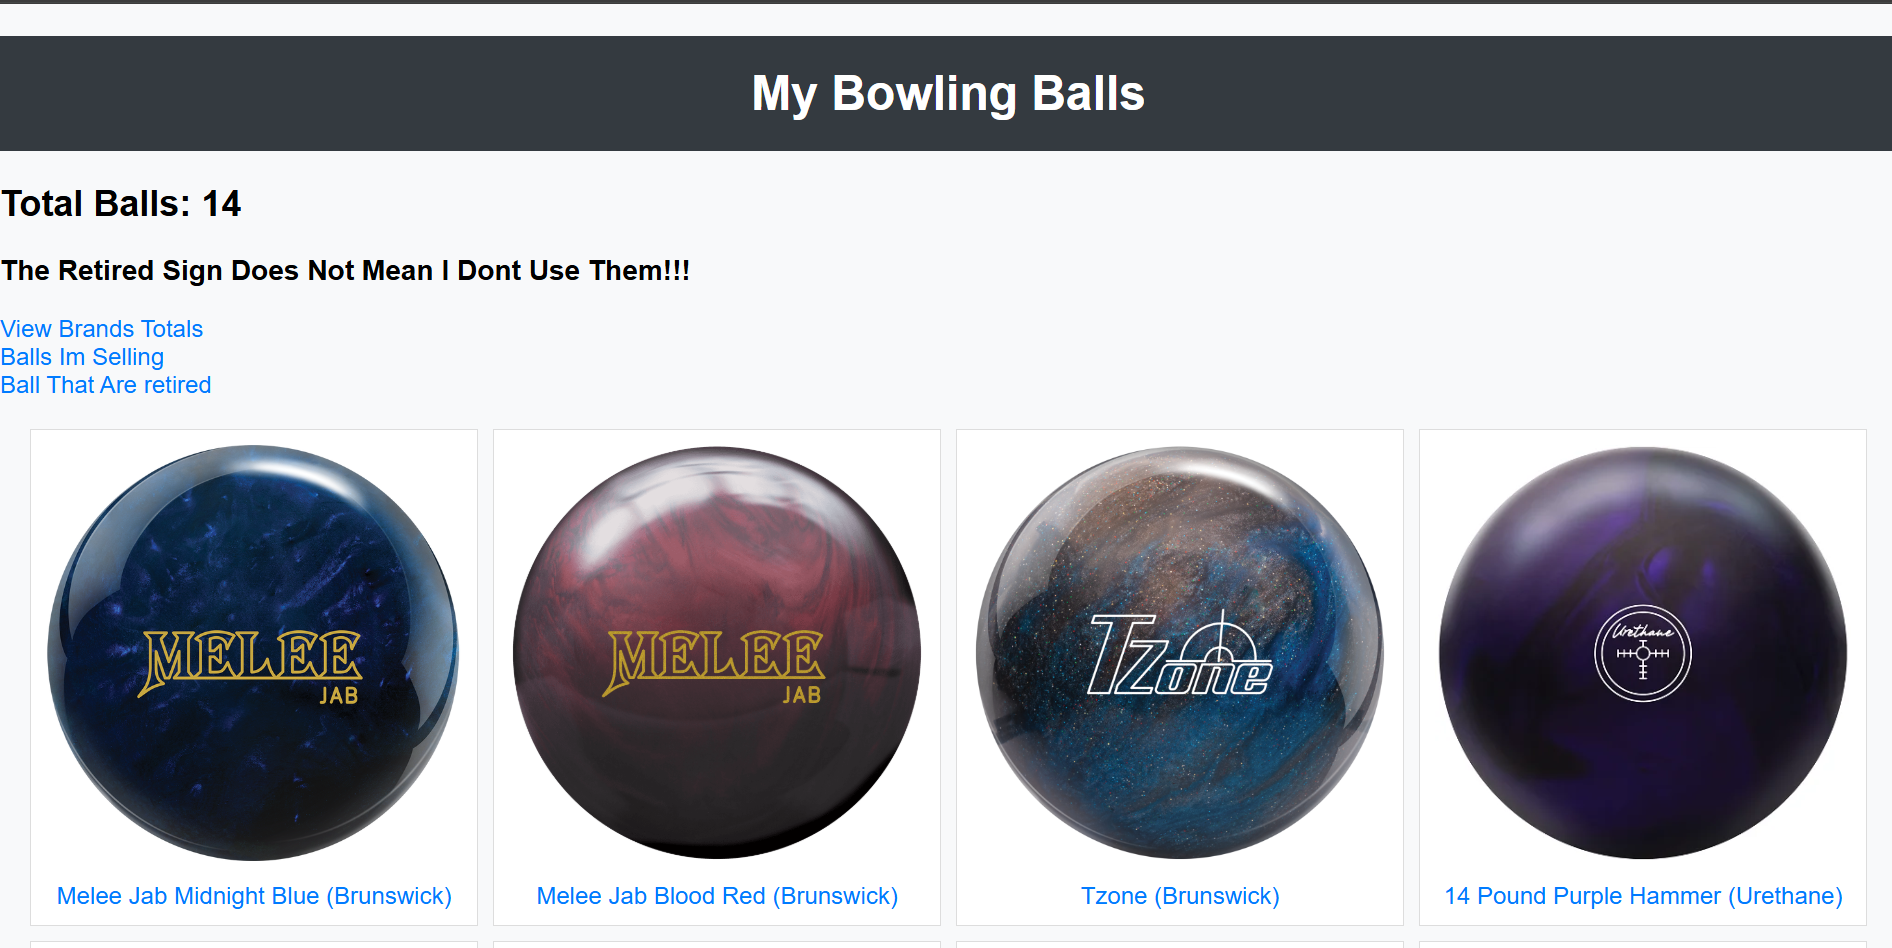 My Bowling Balls
Total Balls: 14
The Retired Sign Does Not Mean I Dont Use Them!!!
View Brands Totals
Balls Im Selling
Ball That Are retired
MELEE
JAB
MELEE
JAB
TZone
Urethane
Melee Jab Midnight Blue (Brunswick)
Melee Jab Blood Red (Brunswick)
Tzone (Brunswick)
14 Pound Purple Hammer (Urethane)